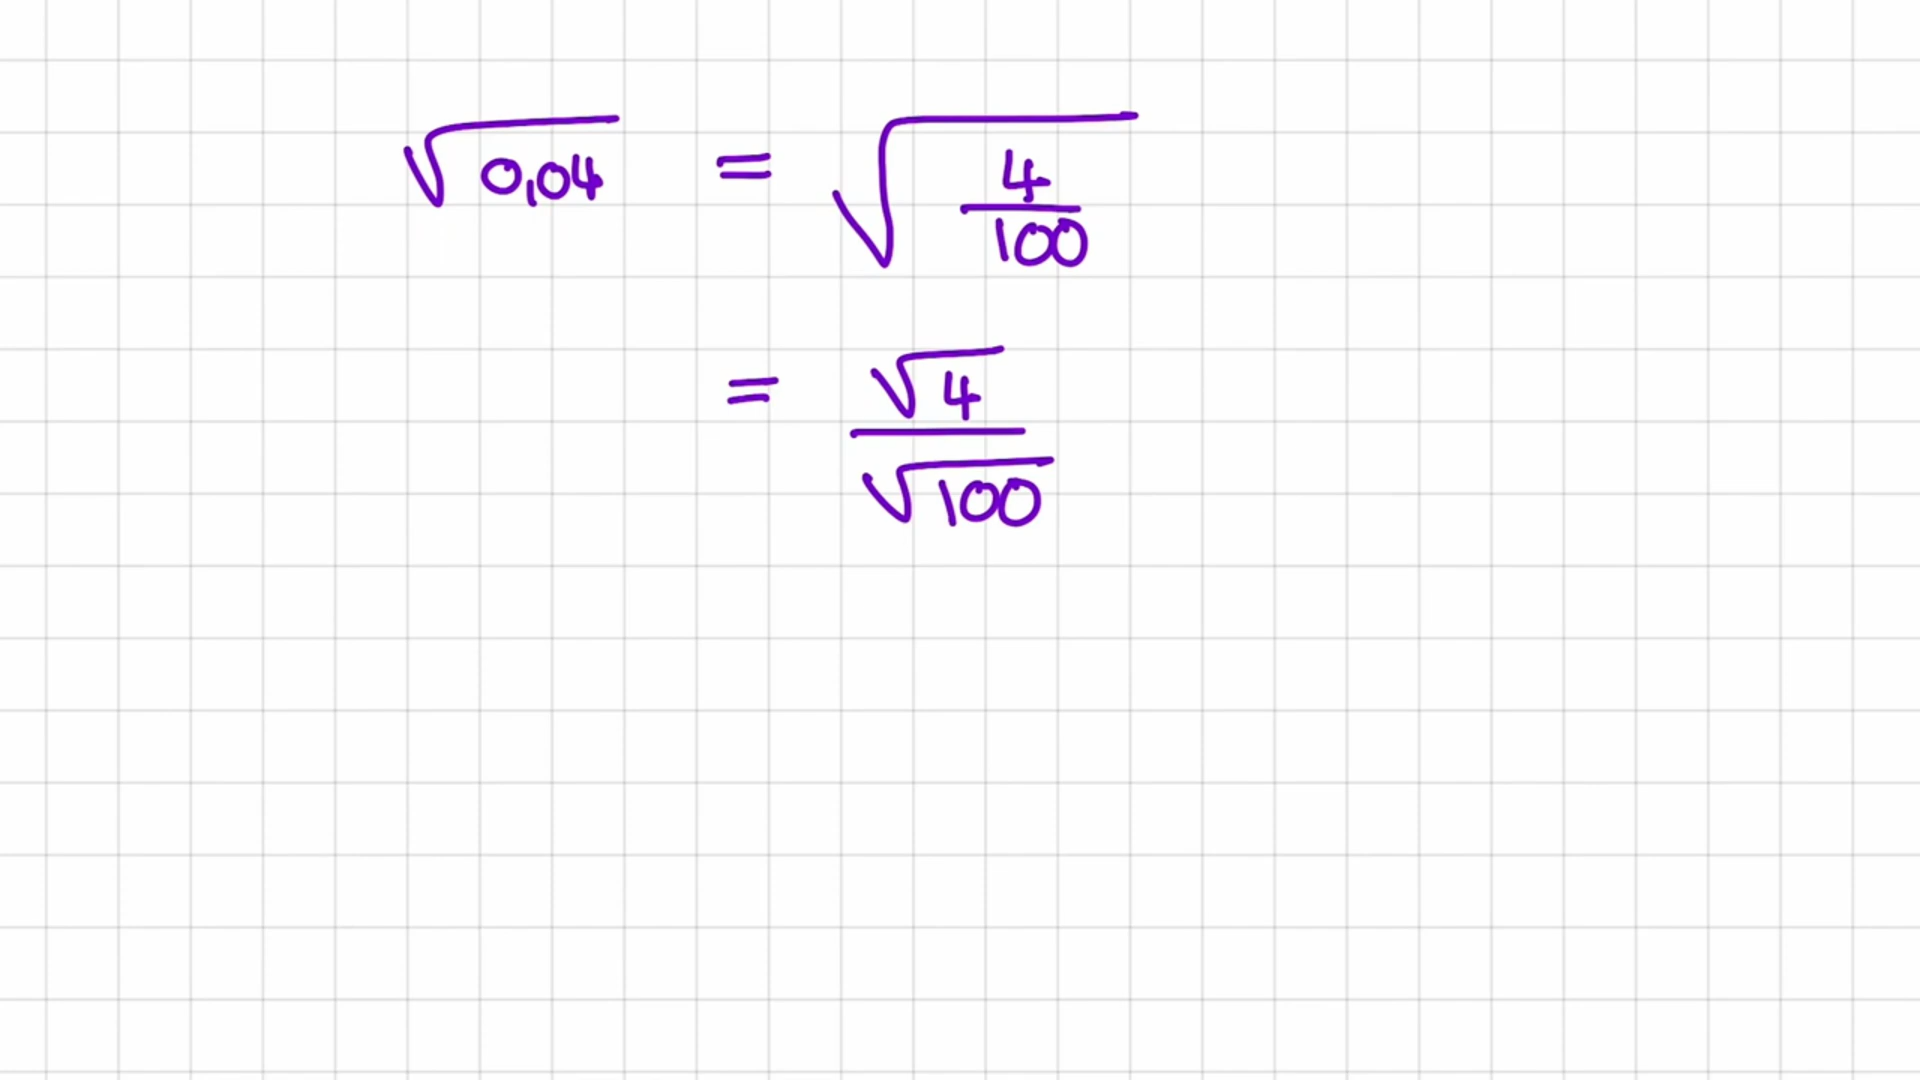 √0,04 = √(4/100)
= √4/√100